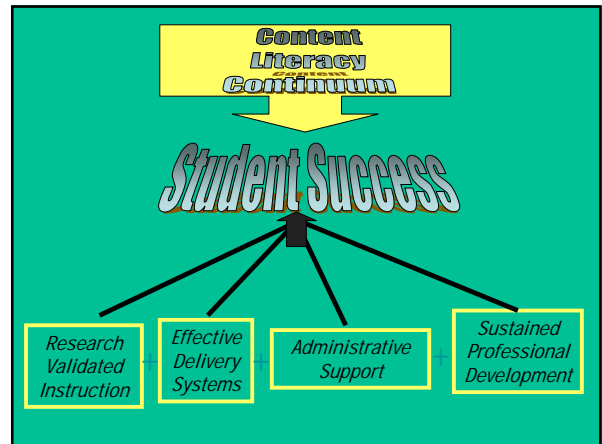 Content
Literacy
Continuum
Student Success
Research
Validated
Instruction
+
Effective
Delivery
Systems
+
Administrative
Support
+
Sustained
Professional
Development